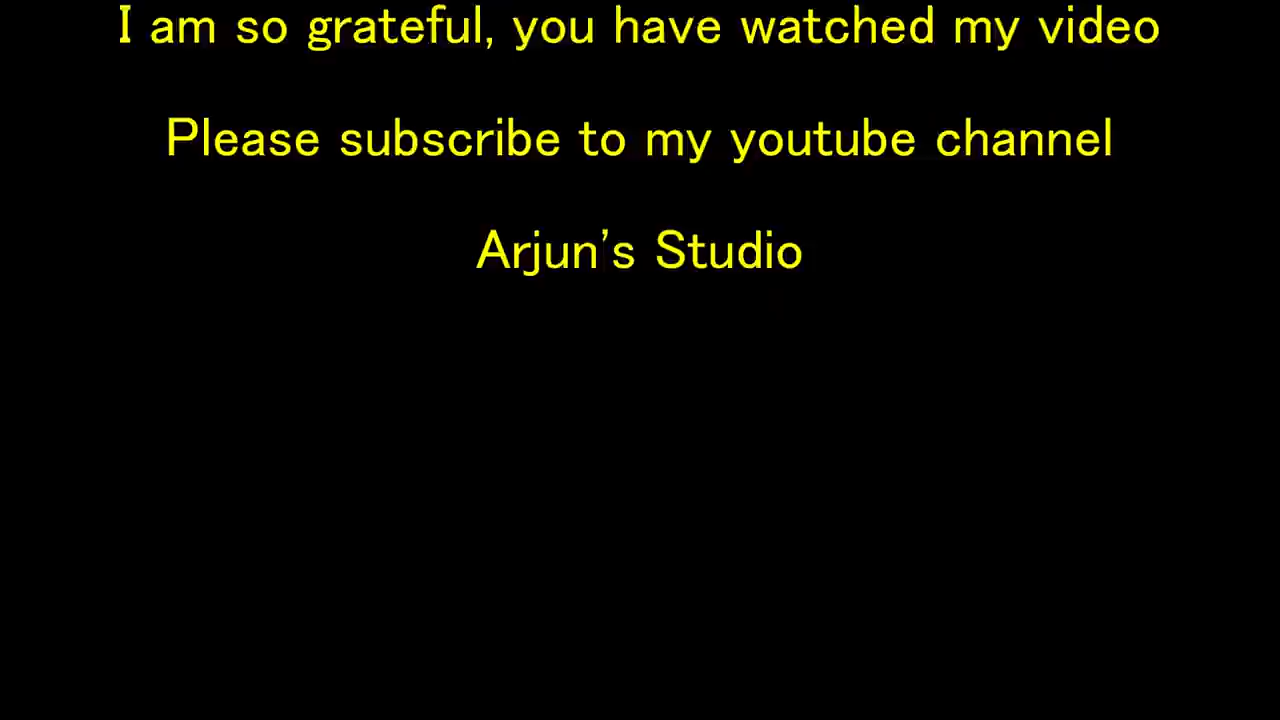 I am so grateful, you have watched my video
Please subscribe to my youtube channel
Arjun's Studio